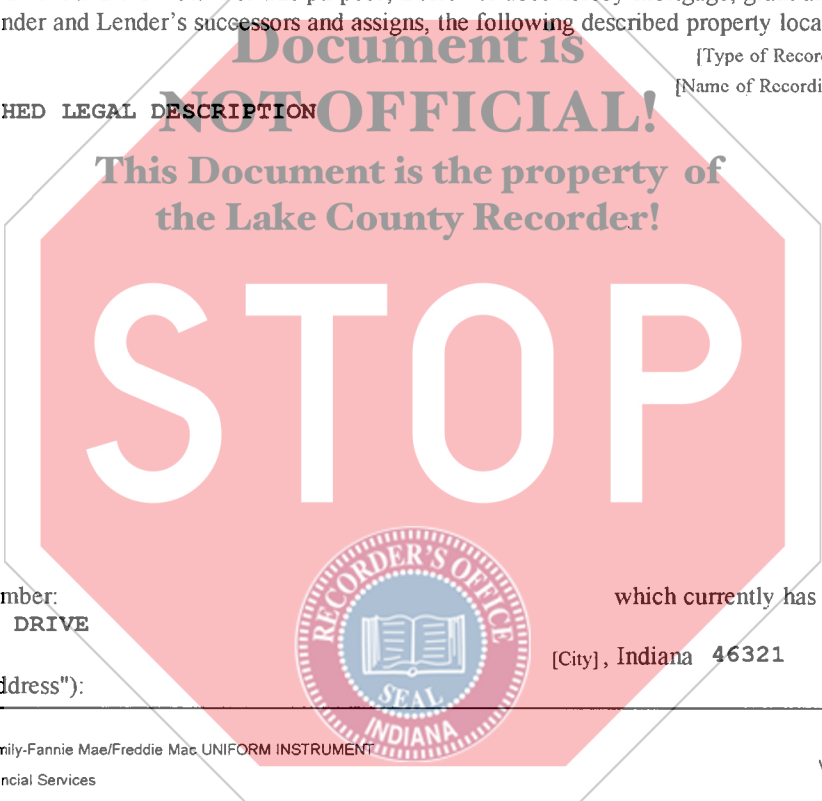 nder and Lender's successors and assigns, the following described property loca
Document is
[Type of Recor
[Name of Recordi
HED LEGAL DESCRIPTION
NOT OFFICIAL!
This Document is the property of
the Lake County Recorder!
STOP
RECORDER'S OFFICE
SEAL
INDIANA
mber:
which currently has
DRIVE
[City], Indiana 46321
ddress"):
mily-Fannie Mae/Freddie Mac UNIFORM INSTRUMENT
ncial Services